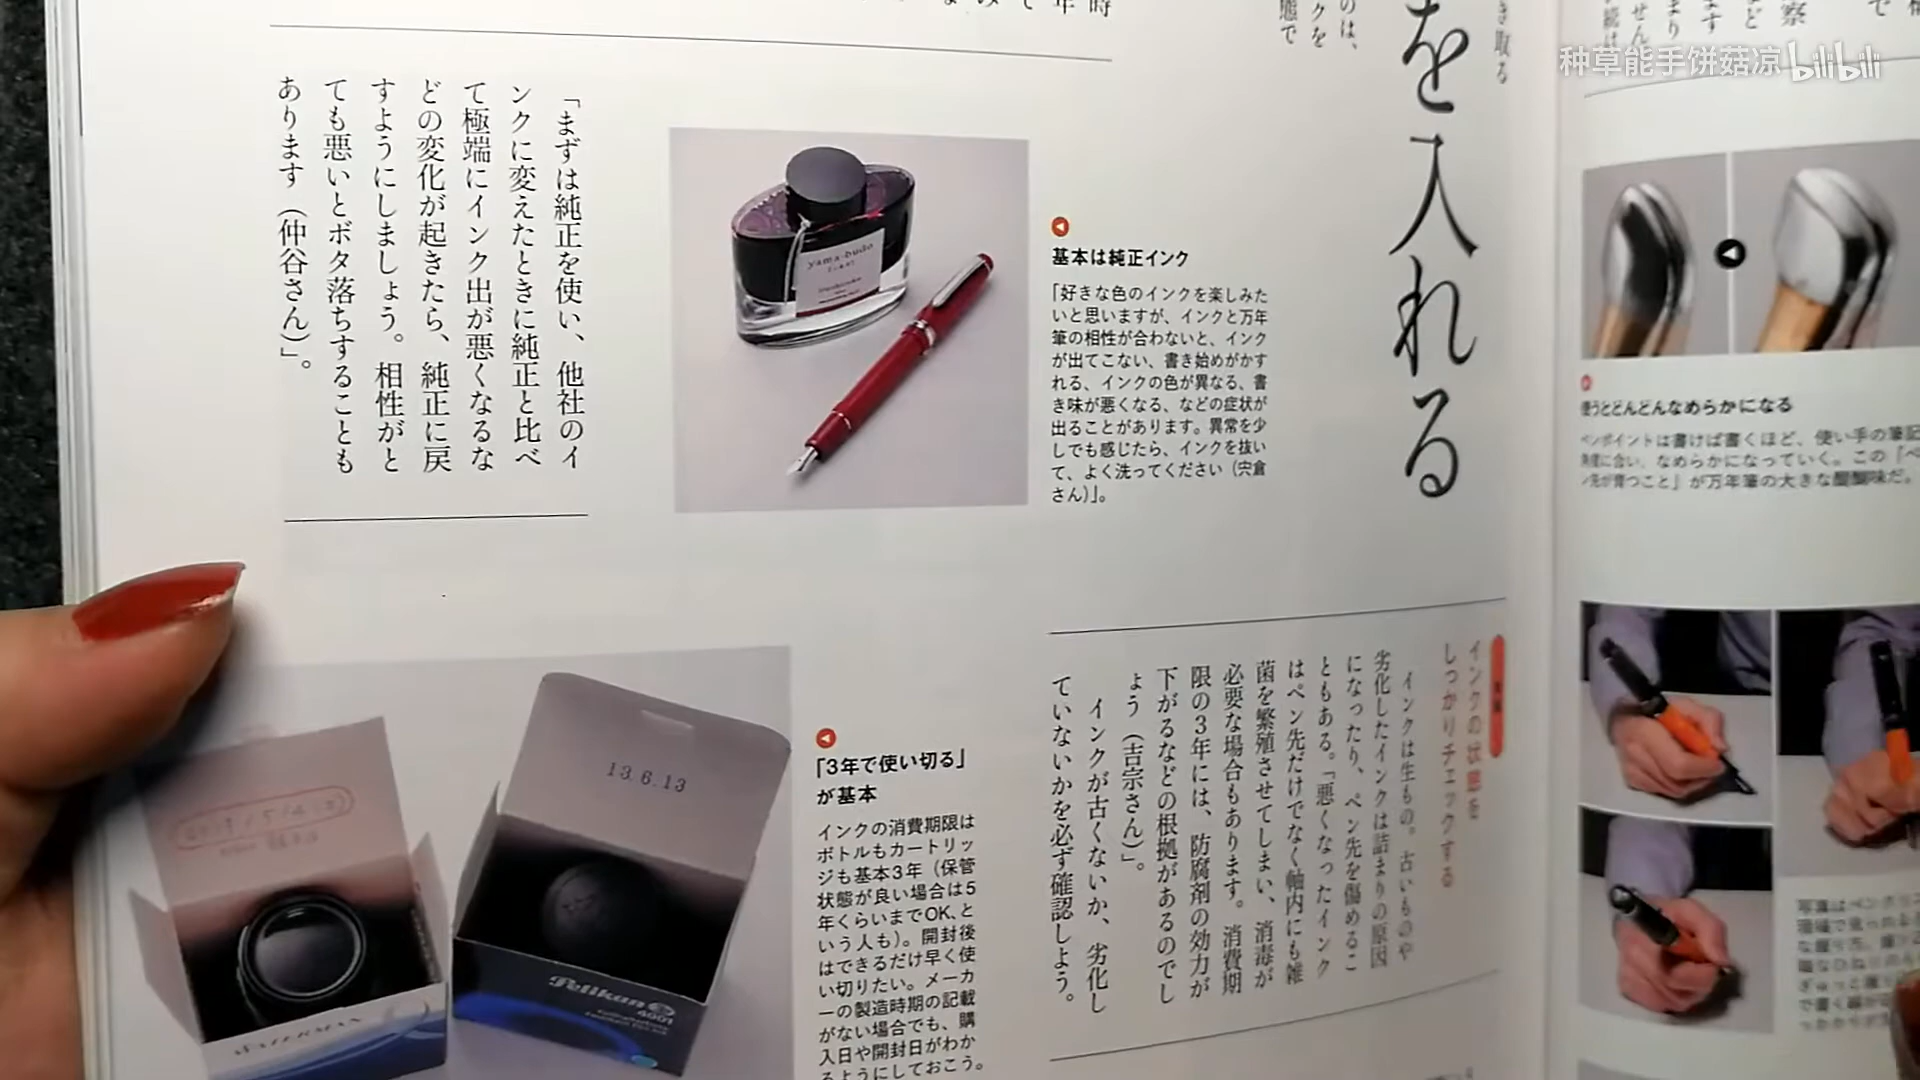 を入れる
き取る
基本は純正インク
「好きな色のインクを楽しみた
いと思いますが、インクと万年
筆の相性が合わないと、インク
が出てこない、書き始めがかす
れる、インクの色が異なる、書
き味が悪くなる、などの症状が
出ることがあります。異常を少
しでも感じたら、インクを抜い
て、よく洗ってください（宍倉
さん）」。
yama-budo
「まずは純正を使い、他社のイ
ンクに変えたときに純正と比べ
て極端にインク出が悪くなるな
どの変化が起きたら、純正に戻
すようにしましょう。相性がと
ても悪いとボタ落ちすることも
あります（仲谷さん）」。
インクの状態を
しっかりチェックする
インクは生もの。古いものや
劣化したインクは詰まりの原因
になったり、ペン先を傷めるこ
ともある。「悪くなったインク
はペン先だけでなく軸内にも雑
菌を繁殖させてしまい、消毒が
必要な場合もあります。消費期
限の3年には、防腐剤の効力が
下がるなどの根拠があるのでし
ょう（吉宗さん）」。
インクが古くないか、劣化し
ていないかを必ず確認しよう。
「3年で使い切る」
が基本
インクの消費期限は
ボトルもカートリッ
ジも基本3年（保管
状態が良い場合は5
年くらいまでOK、と
いう人も）。開封後
はできるだけ早く使
い切りたい。メーカ
ーの製造時期の記載
がない場合でも、購
入日や開封日がわか
るようにしておこう。
13.6.13
Pelikan
4001
WATERMAN
使うとどんどんなめらかになる
ペンポイントは書けば書くほど、使い手の筆記
角度に合い、なめらかになっていく。この「ペ
ン先が育つこと」が万年筆の大きな醍醐味だ。
种草能手饼菇凉 bilibili